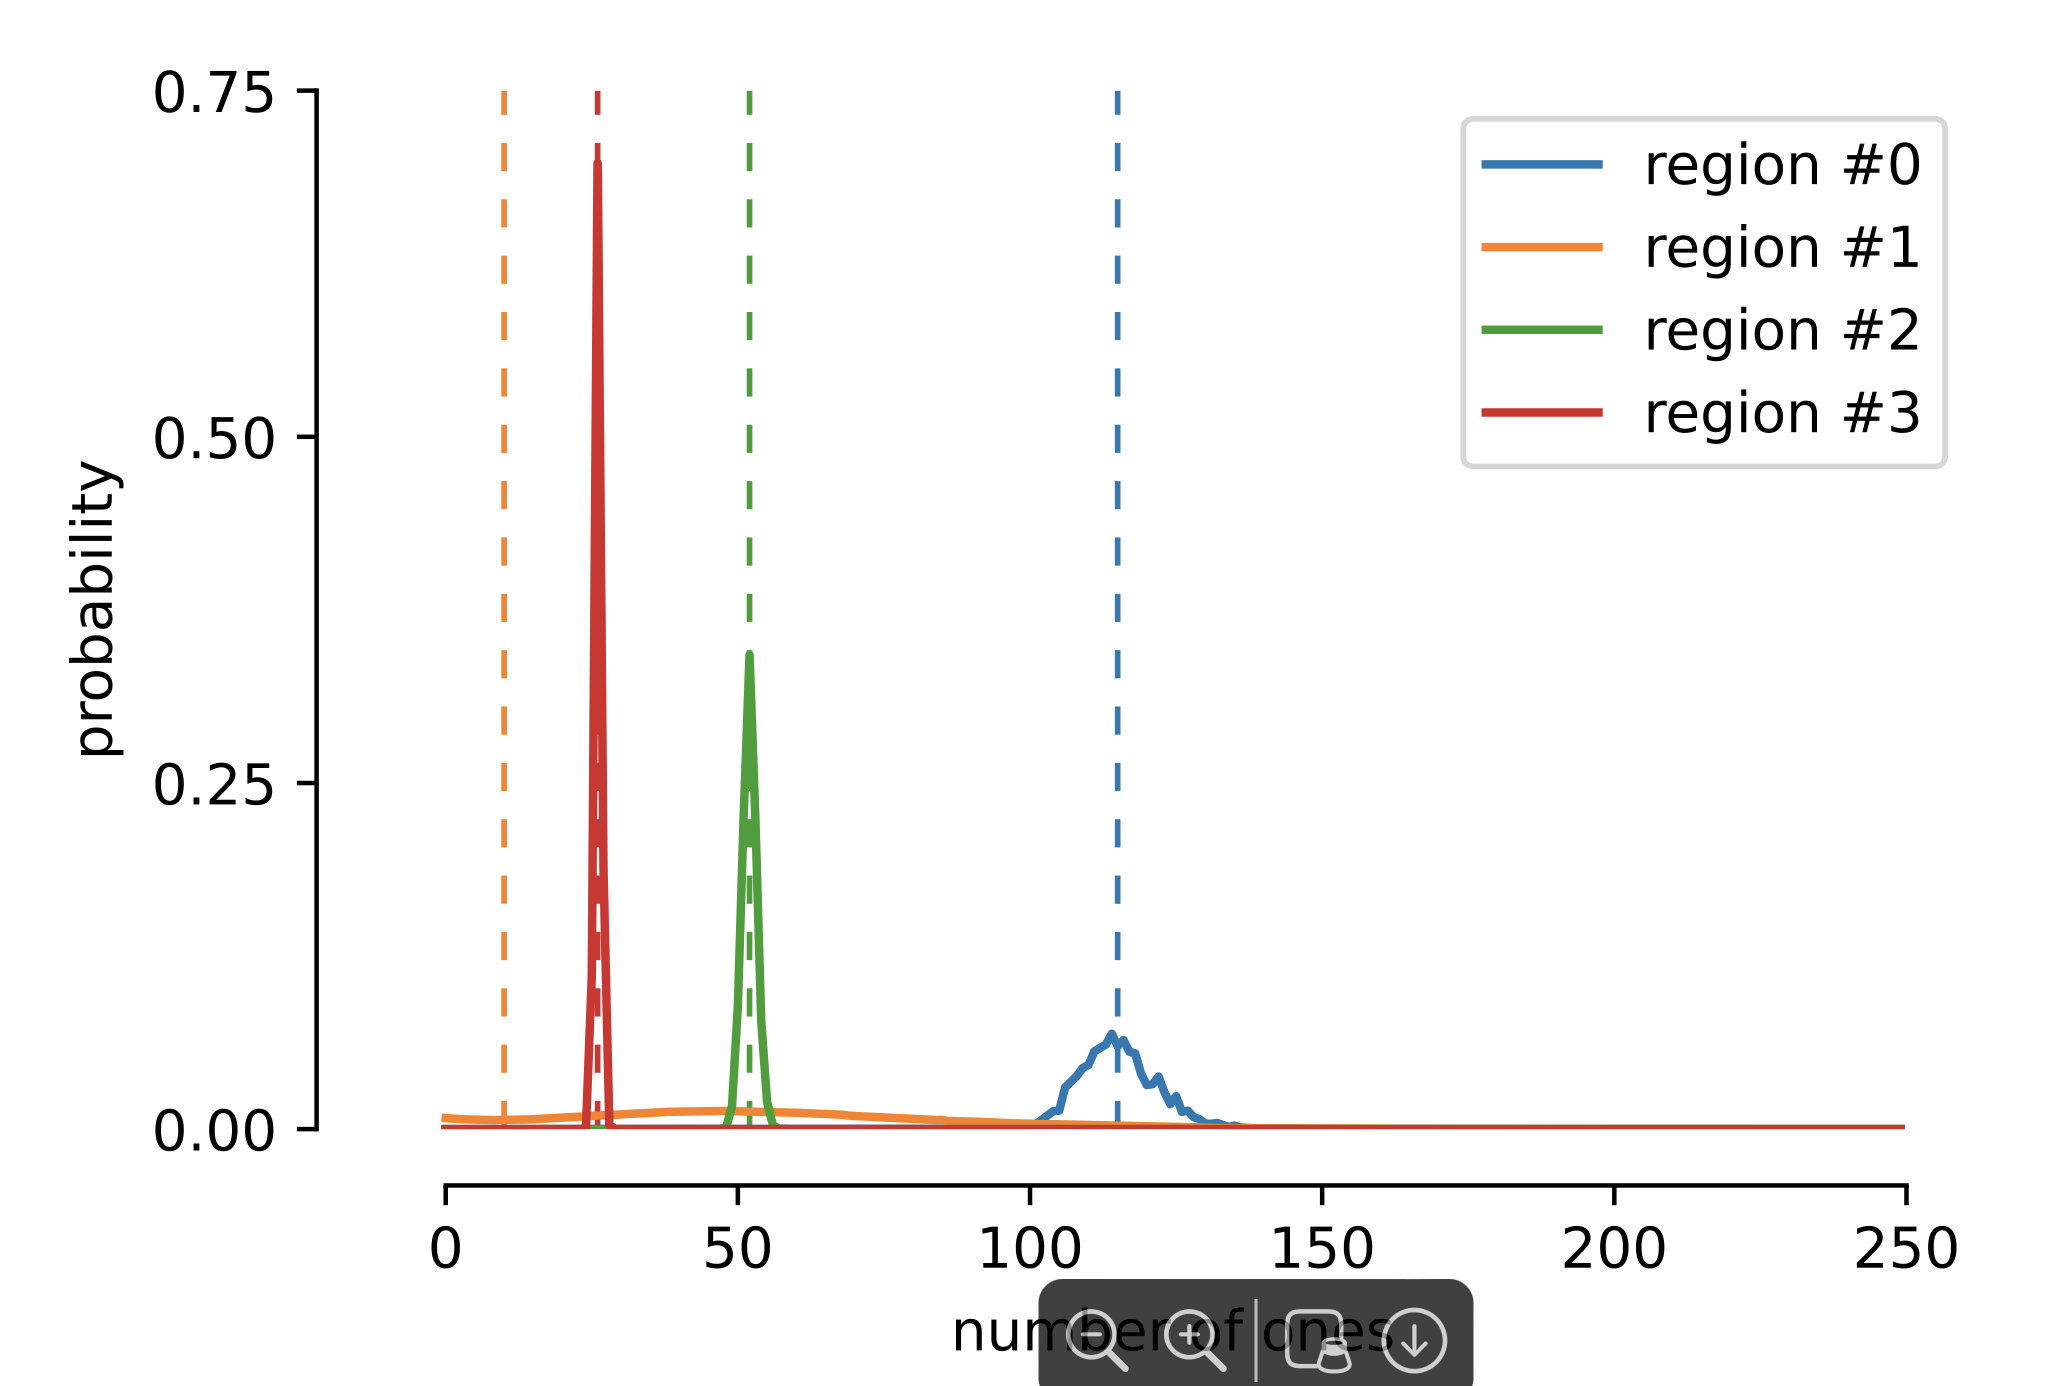 0.75
0.50
0.25
0.00
probability
region #0
region #1
region #2
region #3
0 50 100 150 200 250
number of ones